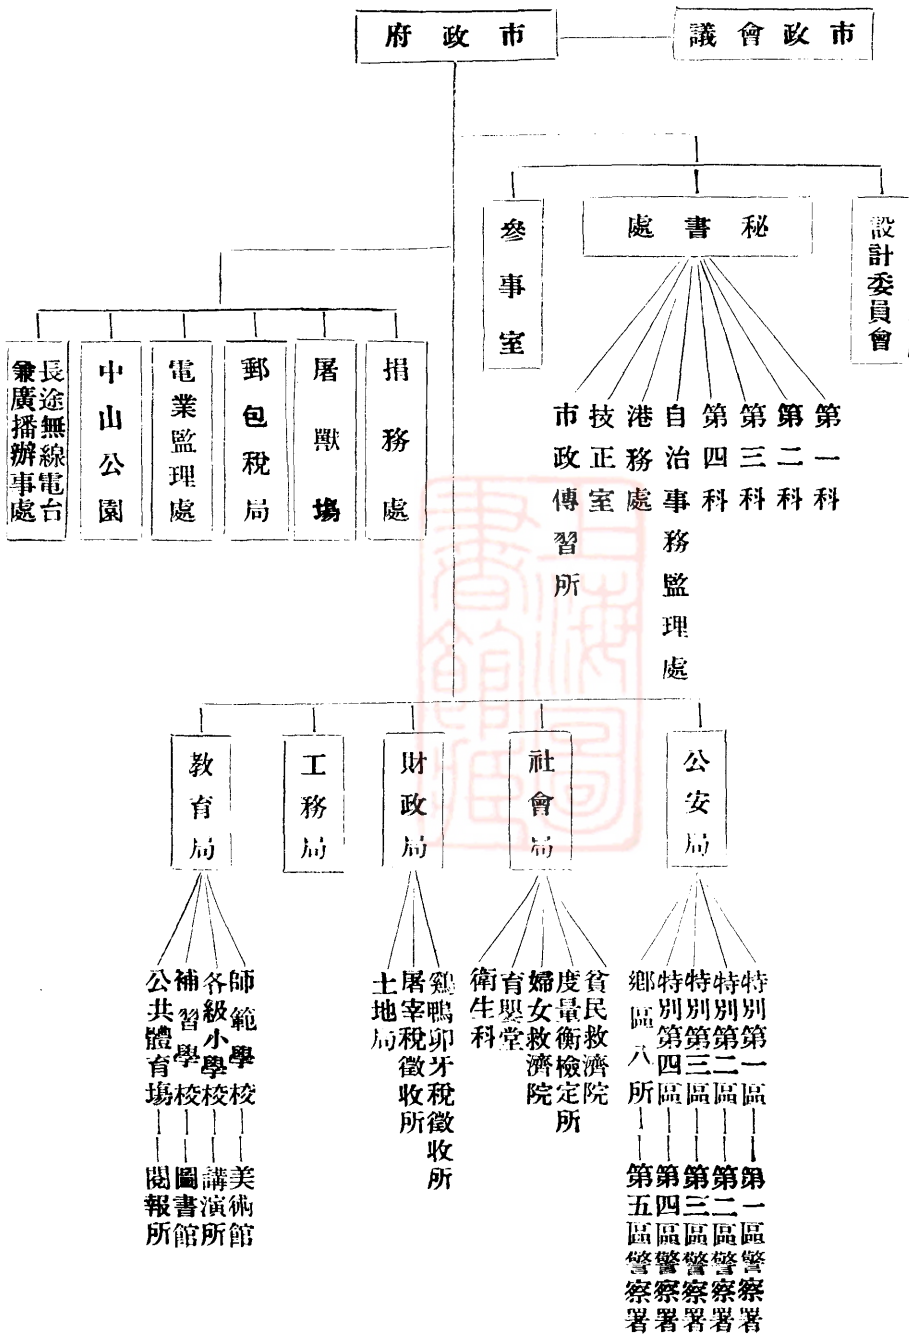 市政府
市政會議
設計委員會
秘書處
參事室
第一科
第二科
第三科
第四科
自治事務監理處
港務處
技正室
市政傳習所
捐務處
屠獸場
郵包稅局
電業監理處
中山公園
長途無線電台
兼廣播辦事處
公安局
社會局
財政局
工務局
教育局
特別第一區
特別第二區
特別第三區
特別第四區
鄉區八所
第一區警察署
第二區警察署
第三區警察署
第四區警察署
第五區警察署
貧民救濟院
度量衡檢定所
婦女救濟院
育嬰堂
衛生科
鷄鴨卵牙稅徵收所
屠宰稅徵收所
土地局
師範學校
各級小學校
補習學校
公共體育場
美術館
講演所
圖書館
閱報所
上海圖書館藏